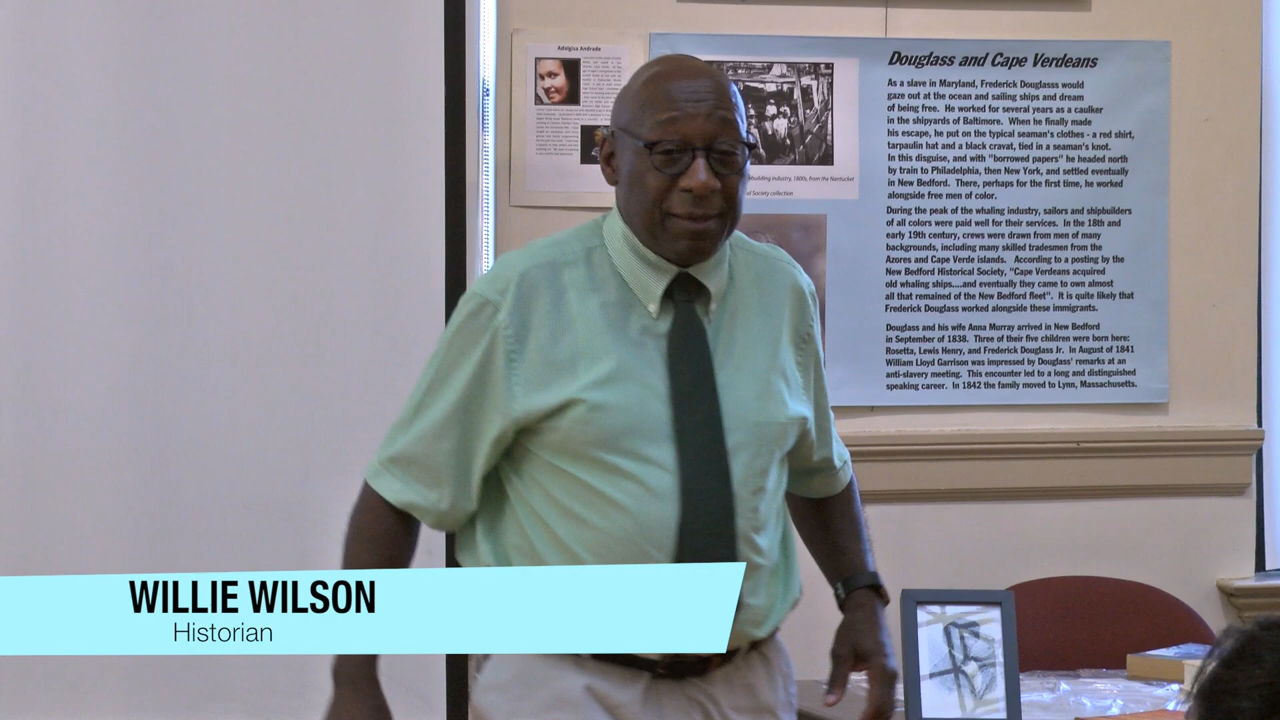 Adalgisa Andrade
Douglass and Cape Verdeans
As a slave in Maryland, Frederick Douglasss would
gaze out at the ocean and sailing ships and dream
of being free. He worked for several years as a caulker
in the shipyards of Baltimore. When he finally made
his escape, he put on the typical seaman's clothes - a red shirt,
tarpaulin hat and a black cravat, tied in a seaman's knot.
In this disguise, and with "borrowed papers" he headed north
by train to Philadelphia, then New York, and settled eventually
in New Bedford. There, perhaps for the first time, he worked
alongside free men of color.
During the peak of the whaling industry, sailors and shipbuilders
of all colors were paid well for their services. In the 18th and
early 19th century, crews were drawn from men of many
backgrounds, including many skilled tradesmen from the
Azores and Cape Verde islands. According to a posting by the
New Bedford Historical Society, "Cape Verdeans acquired
old whaling ships....and eventually they came to own almost
all that remained of the New Bedford fleet". It is quite likely that
Frederick Douglass worked alongside these immigrants.
Douglass and his wife Anna Murray arrived in New Bedford
in September of 1838. Three of their five children were born here:
Rosetta, Lewis Henry, and Frederick Douglass Jr. In August of 1841
William Lloyd Garrison was impressed by Douglass' remarks at an
anti-slavery meeting. This encounter led to a long and distinguished
speaking career. In 1842 the family moved to Lynn, Massachusetts.
building industry, 1800s, from the Nantucket
Society collection
WILLIE WILSON
Historian